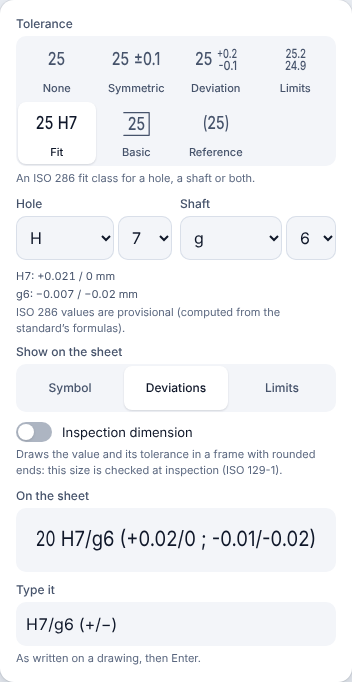 Tolerance
25 25 ±0.1 25 +0.2 -0.1 25.2 24.9
None Symmetric Deviation Limits
25 H7 25 (25)
Fit Basic Reference
An ISO 286 fit class for a hole, a shaft or both.
Hole Shaft
H 7 g 6
H7: +0.021 / 0 mm
g6: −0.007 / −0.02 mm
ISO 286 values are provisional (computed from the
standard’s formulas).
Show on the sheet
Symbol Deviations Limits
Inspection dimension
Draws the value and its tolerance in a frame with rounded
ends: this size is checked at inspection (ISO 129-1).
On the sheet
20 H7/g6 (+0.02/0 ; -0.01/-0.02)
Type it
H7/g6 (+/−)
As written on a drawing, then Enter.